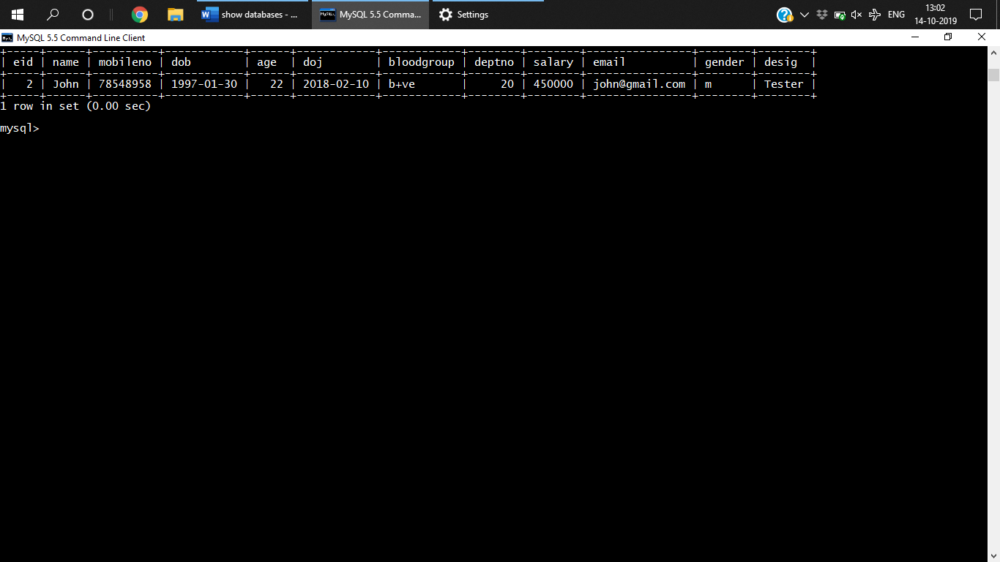 show databases - ... MySQL 5.5 Comma... Settings ENG 13:02
14-10-2019
MySQL 5.5 Command Line Client
+-----+------+----------+------------+------+------------+------------+--------+--------+----------------+--------+--------+
| eid | name | mobileno | dob        | age  | doj        | bloodgroup | deptno | salary | email          | gender | desig  |
+-----+------+----------+------------+------+------------+------------+--------+--------+----------------+--------+--------+
|   2 | John | 78548958 | 1997-01-30 |   22 | 2018-02-10 | b+ve       |     20 | 450000 | john@gmail.com | m      | Tester |
+-----+------+----------+------------+------+------------+------------+--------+--------+----------------+--------+--------+
1 row in set (0.00 sec)
mysql>